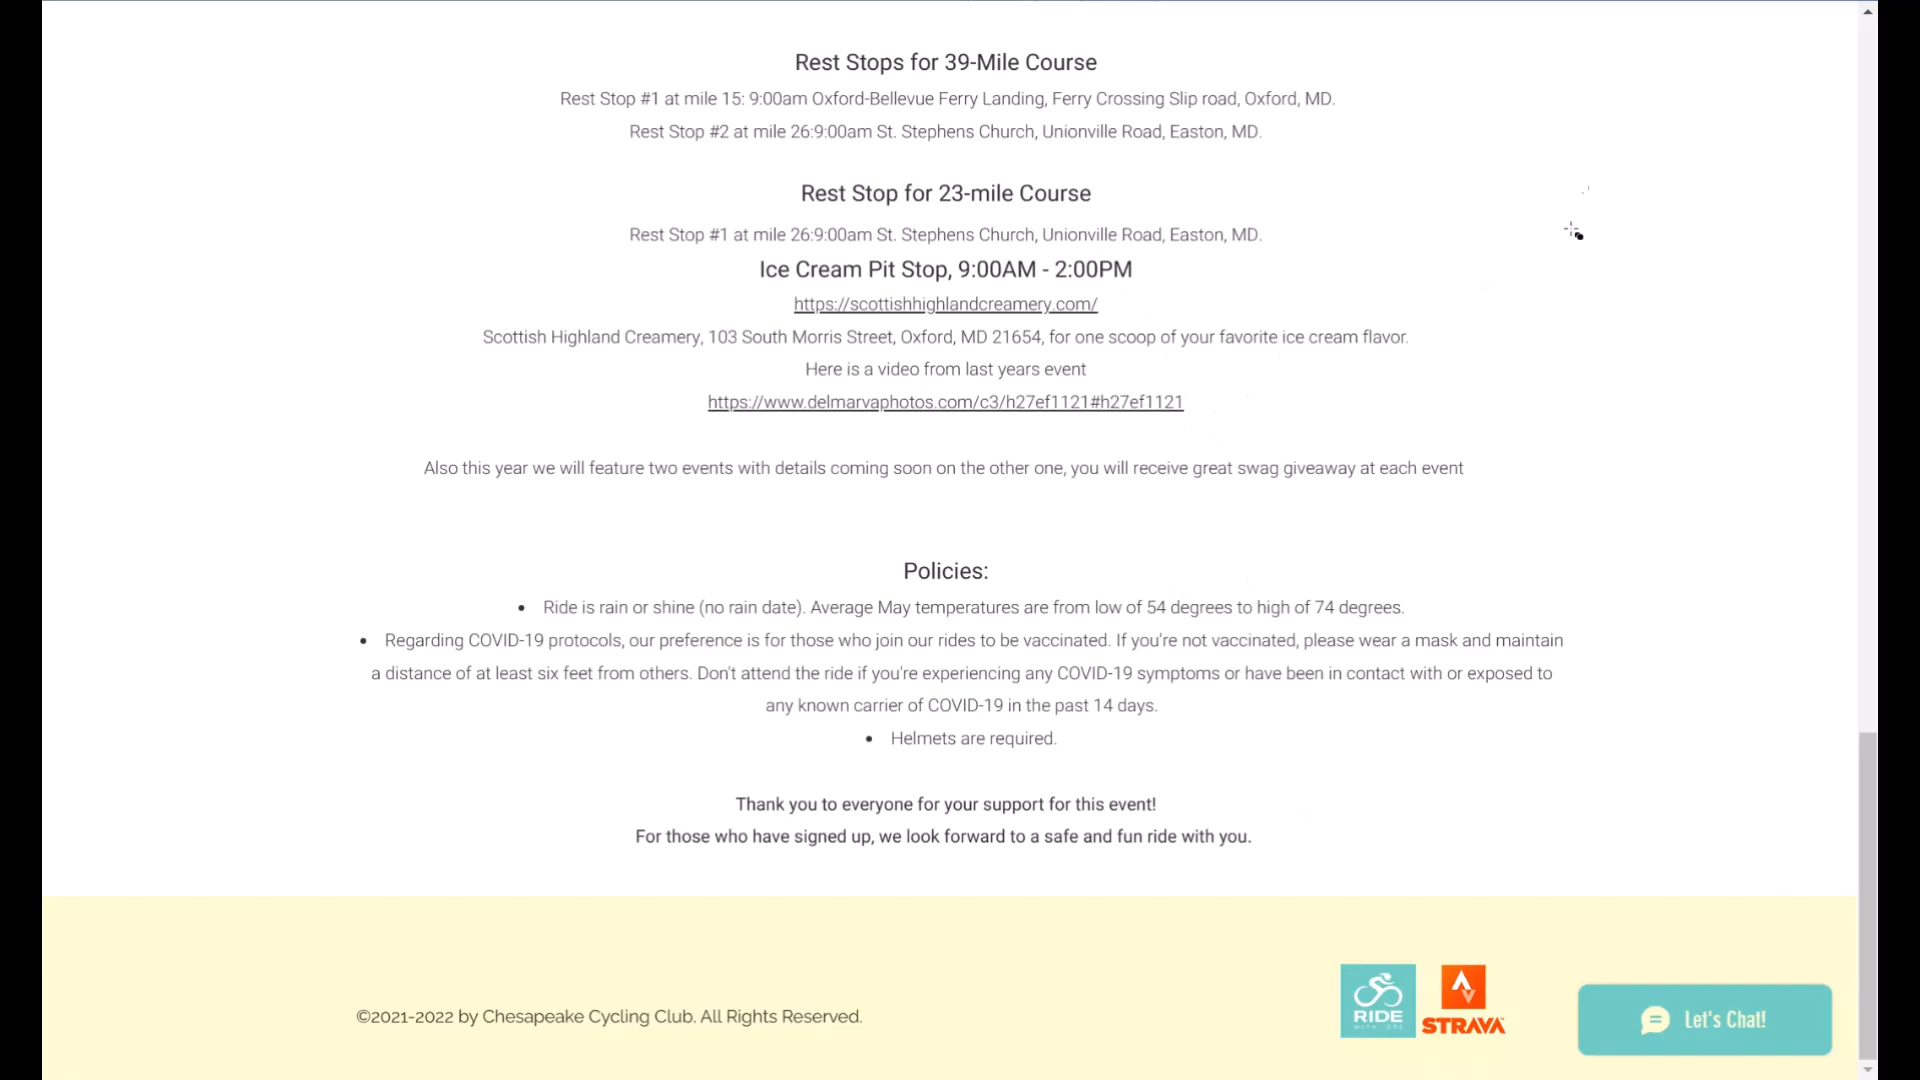 Rest Stops for 39-Mile Course
Rest Stop #1 at mile 15: 9:00am Oxford-Bellevue Ferry Landing, Ferry Crossing Slip road, Oxford, MD.
Rest Stop #2 at mile 26:9:00am St. Stephens Church, Unionville Road, Easton, MD.
Rest Stop for 23-mile Course
Rest Stop #1 at mile 26:9:00am St. Stephens Church, Unionville Road, Easton, MD.
Ice Cream Pit Stop, 9:00AM - 2:00PM
https://scottishhighlandcreamery.com/
Scottish Highland Creamery, 103 South Morris Street, Oxford, MD 21654, for one scoop of your favorite ice cream flavor.
Here is a video from last years event
https://www.delmarvaphotos.com/c3/h27ef1121#h27ef1121
Also this year we will feature two events with details coming soon on the other one, you will receive great swag giveaway at each event
Policies:
• Ride is rain or shine (no rain date). Average May temperatures are from low of 54 degrees to high of 74 degrees.
• Regarding COVID-19 protocols, our preference is for those who join our rides to be vaccinated. If you're not vaccinated, please wear a mask and maintain
a distance of at least six feet from others. Don't attend the ride if you're experiencing any COVID-19 symptoms or have been in contact with or exposed to
any known carrier of COVID-19 in the past 14 days.
• Helmets are required.
Thank you to everyone for your support for this event!
For those who have signed up, we look forward to a safe and fun ride with you.
©2021-2022 by Chesapeake Cycling Club. All Rights Reserved.
RIDE
STRAVA
Let's Chat!